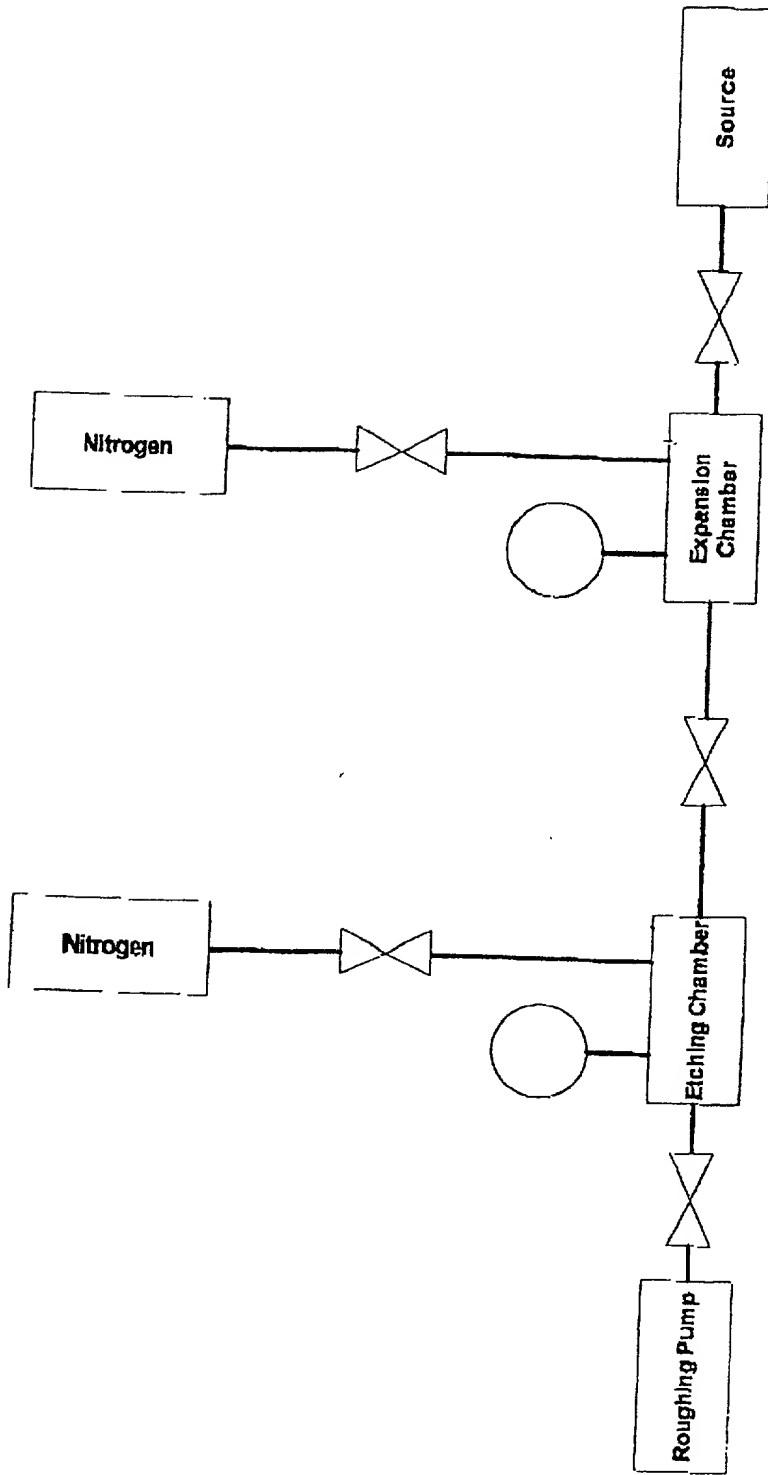 Nitrogen
Source
Expansion
Chamber
Nitrogen
Etching Chamber
Roughing Pump